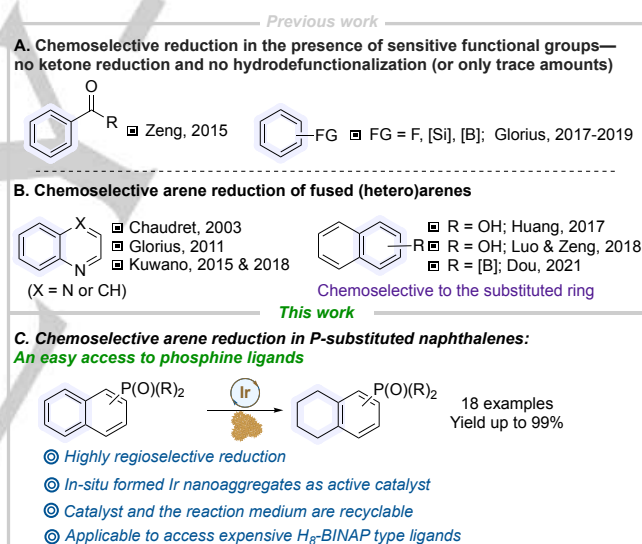 Previous work
A. Chemoselective reduction in the presence of sensitive functional groups—
no ketone reduction and no hydrodefunctionalization (or only trace amounts)
O
R
Zeng, 2015
FG
FG = F, [Si], [B]; Glorius, 2017-2019
B. Chemoselective arene reduction of fused (hetero)arenes
X
N
Chaudret, 2003
Glorius, 2011
Kuwano, 2015 & 2018
(X = N or CH)
R
R = OH; Huang, 2017
R = OH; Luo & Zeng, 2018
R = [B]; Dou, 2021
Chemoselective to the substituted ring
This work
C. Chemoselective arene reduction in P-substituted naphthalenes:
An easy access to phosphine ligands
P(O)(R)₂
Ir
P(O)(R)₂
18 examples
Yield up to 99%
Highly regioselective reduction
In-situ formed Ir nanoaggregates as active catalyst
Catalyst and the reaction medium are recyclable
Applicable to access expensive H₈-BINAP type ligands